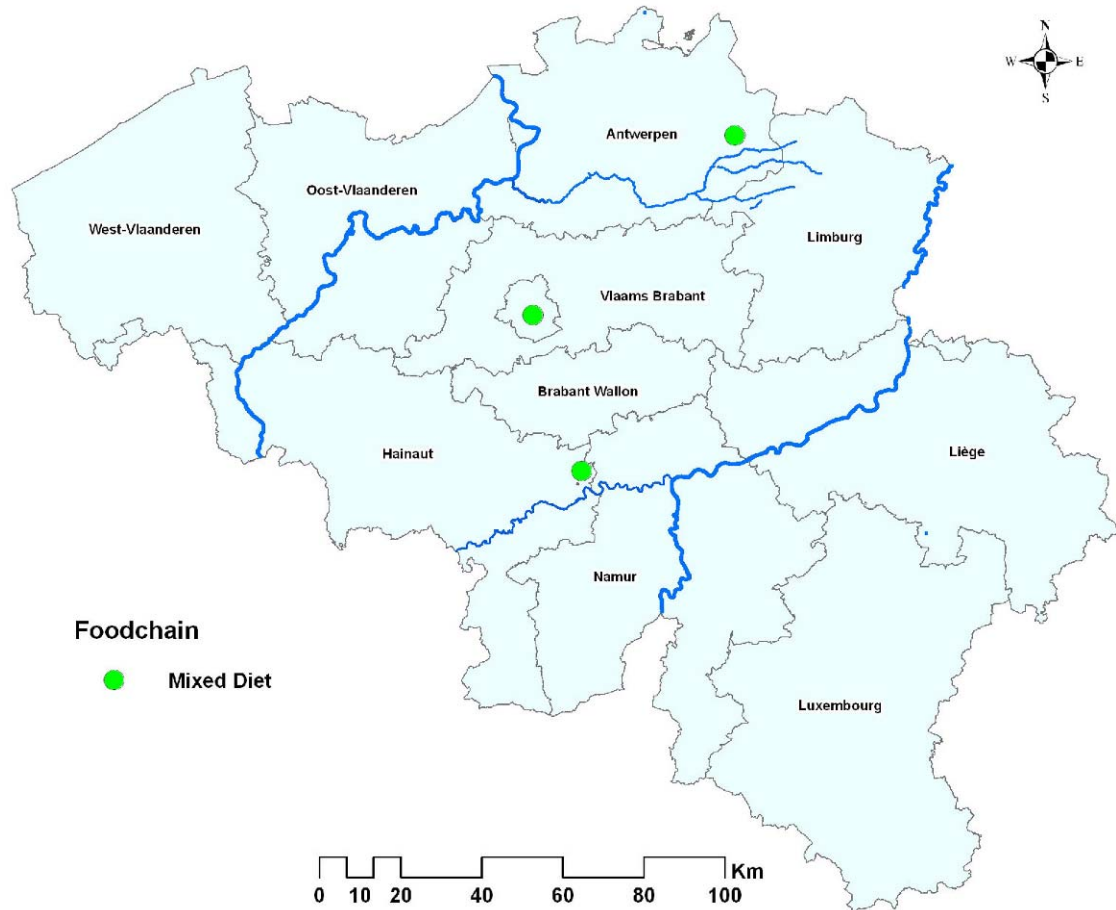 N
W E
S
Antwerpen
Oost-Vlaanderen
West-Vlaanderen
Limburg
Vlaams Brabant
Brabant Wallon
Hainaut
Liège
Namur
Foodchain
Mixed Diet
Luxembourg
Km
0 10 20 40 60 80 100